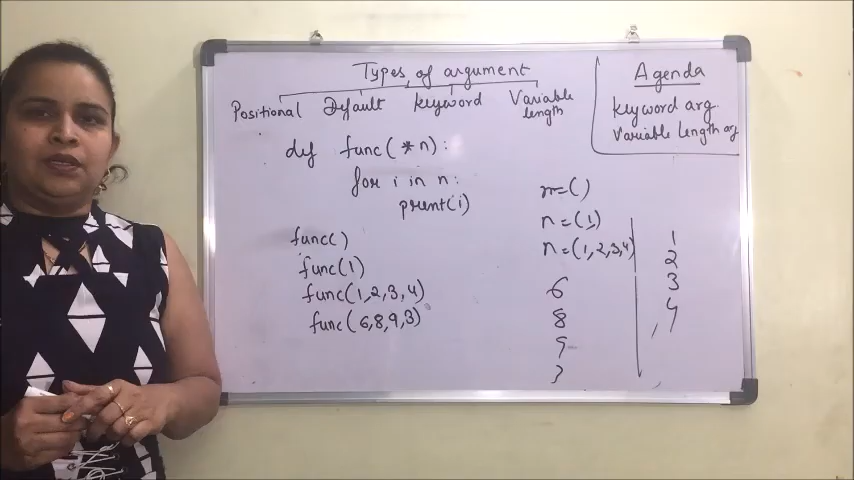 Types of argument
Positional Default Keyword Variable length
def func(*n):
for i in n:
print(i)
func()
func(1)
func(1,2,3,4)
func(6,8,9,3)
n=()
n=(1)
n=(1,2,3,4)
6
8
9
3
1
2
3
4
Agenda
Keyword arg.
Variable Length arg